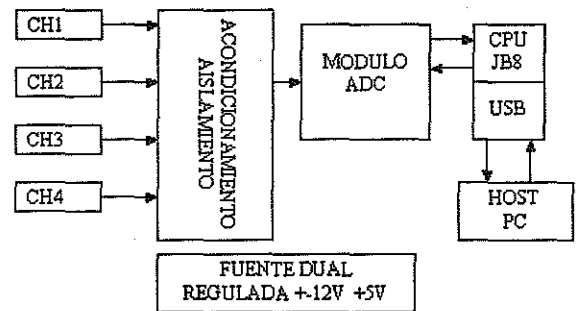 CH1
CH2
CH3
CH4
ACONDICIONAMIENTO
AISLAMIENTO
MODULO
ADC
CPU
JB8
USB
HOST
PC
FUENTE DUAL
REGULADA +-12V +5V